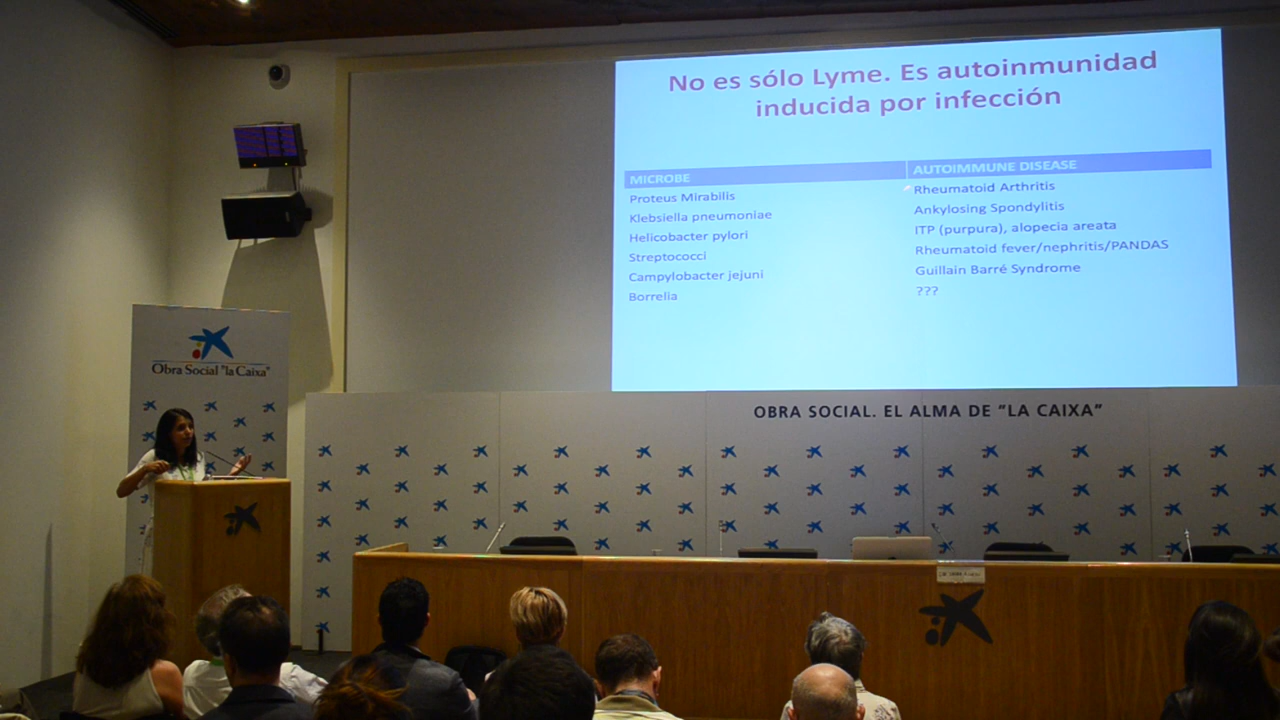 No es sólo Lyme. Es autoinmunidad
inducida por infección
MICROBE AUTOIMMUNE DISEASE
Proteus Mirabilis Rheumatoid Arthritis
Klebsiella pneumoniae Ankylosing Spondylitis
Helicobacter pylori ITP (purpura), alopecia areata
Streptococci Rheumatoid fever/nephritis/PANDAS
Campylobacter jejuni Guillain Barré Syndrome
Borrelia ???
Obra Social "la Caixa"
OBRA SOCIAL. EL ALMA DE "LA CAIXA"